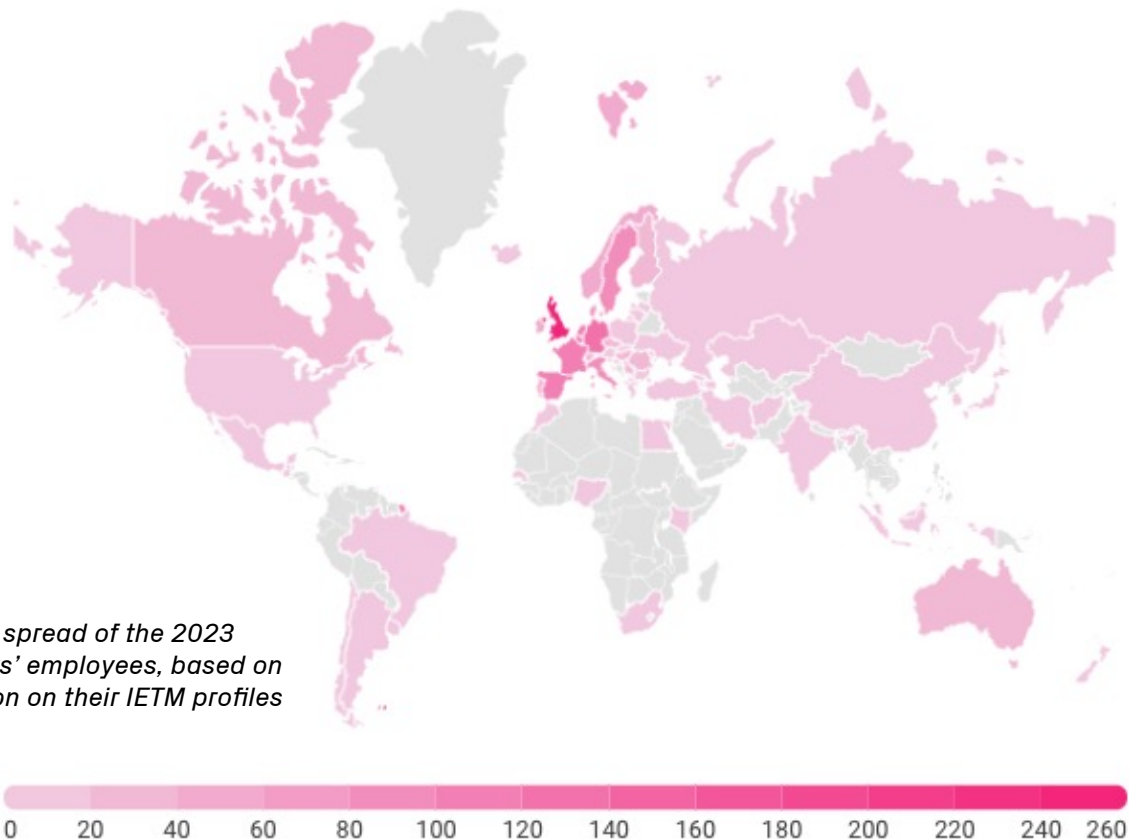 spread of the 2023
s’ employees, based on
on on their IETM profiles
0 20 40 60 80 100 120 140 160 180 200 220 240 260